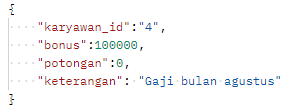 {
"karyawan_id":"4",
"bonus":100000,
"potongan":0,
"keterangan": "Gaji bulan agustus"
}